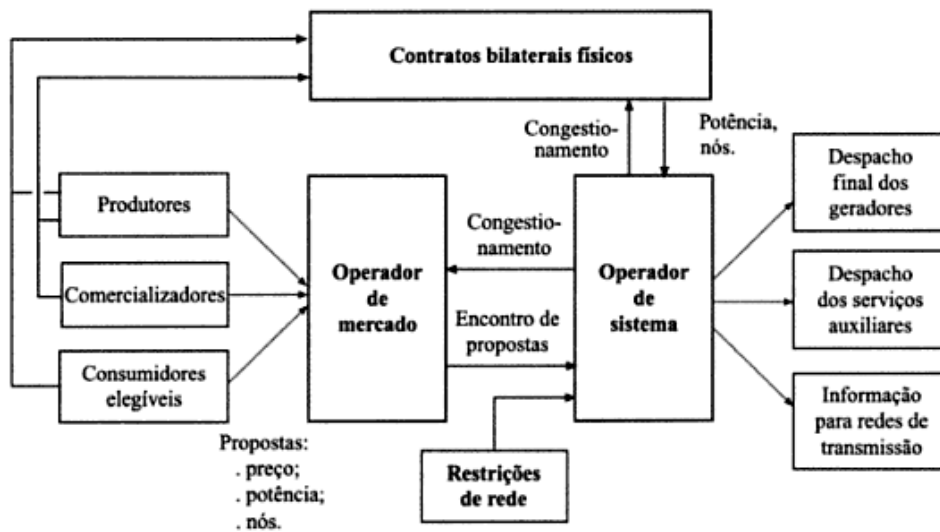 Contratos bilaterais físicos
Congestio-
namento
Potência,
nós.
Despacho
final dos
geradores
Produtores
Congestio-
namento
Operador
de
mercado
Operador
de
sistema
Despacho
dos serviços
auxiliares
Comercializadores
Encontro de
propostas
Consumidores
elegíveis
Informação
para redes de
transmissão
Propostas:
. preço;
. potência;
. nós.
Restrições
de rede